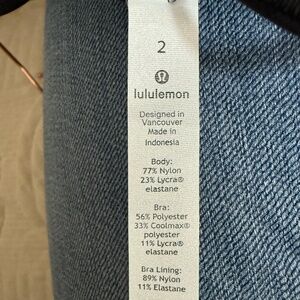 2
lululemon
Designed in
Vancouver
Made in
Indonesia
Body:
77% Nylon
23% Lycra®
elastane
Bra:
56% Polyester
33% Coolmax®
polyester
11% Lycra®
elastane
Bra Lining:
89% Nylon
11% Elastane